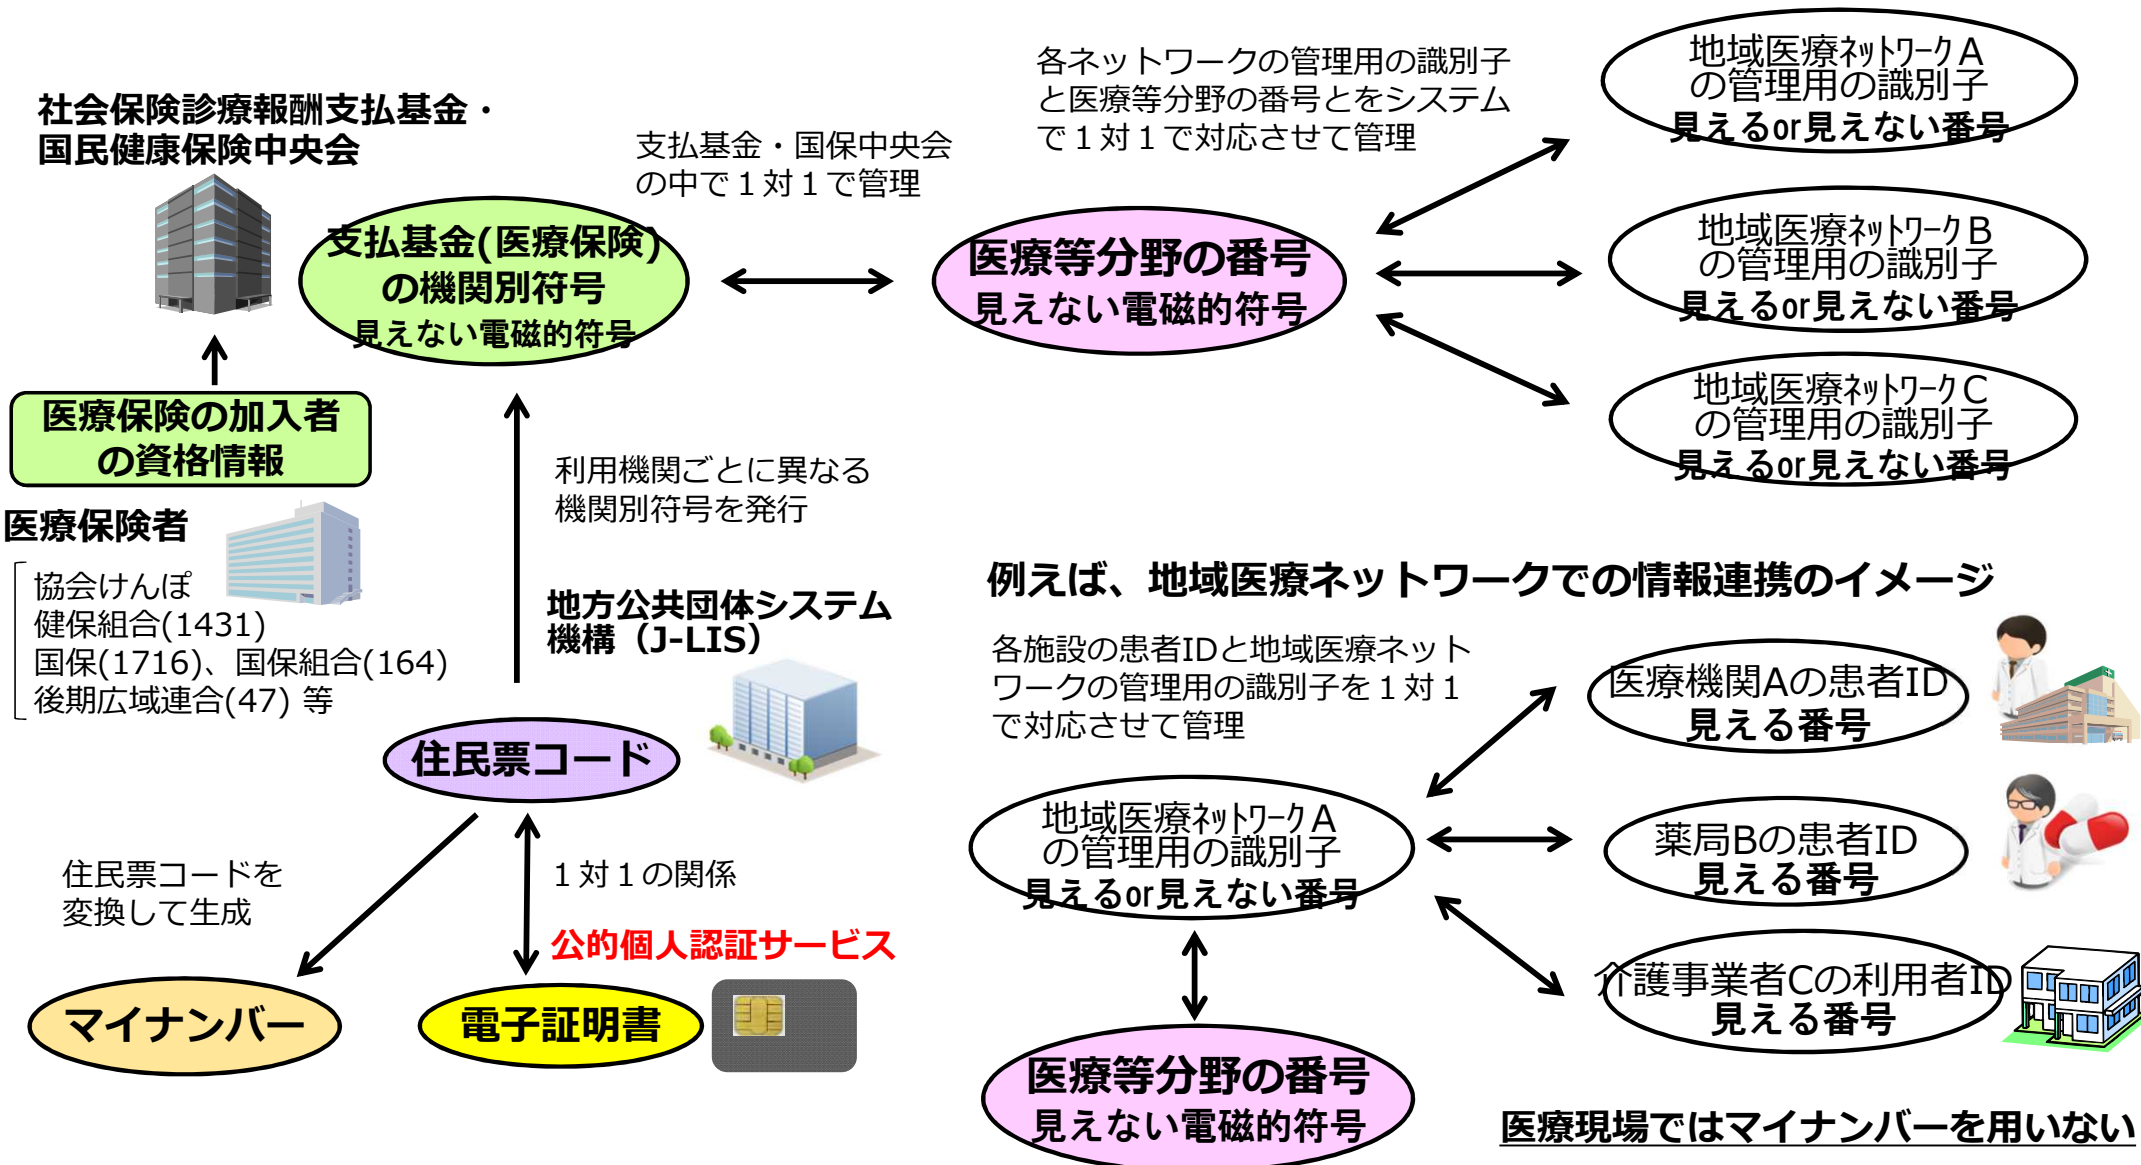 社会保険診療報酬支払基金・
国民健康保険中央会
支払基金・国保中央会
の中で１対１で管理
各ネットワークの管理用の識別子
と医療等分野の番号とをシステム
で１対１で対応させて管理
地域医療ﾈｯﾄﾜｰｸＡ
の管理用の識別子
見えるor見えない番号
支払基金(医療保険)
の機関別符号
見えない電磁的符号
医療等分野の番号
見えない電磁的符号
地域医療ﾈｯﾄﾜｰｸＢ
の管理用の識別子
見えるor見えない番号
地域医療ﾈｯﾄﾜｰｸＣ
の管理用の識別子
見えるor見えない番号
医療保険の加入者
の資格情報
医療保険者
協会けんぽ
健保組合(1431)
国保(1716)、国保組合(164)
後期広域連合(47) 等
利用機関ごとに異なる
機関別符号を発行
地方公共団体システム
機構（J-LIS）
住民票コード
住民票コードを
変換して生成
１対１の関係
公的個人認証サービス
マイナンバー
電子証明書
例えば、地域医療ネットワークでの情報連携のイメージ
各施設の患者IDと地域医療ネット
ワークの管理用の識別子を１対１
で対応させて管理
医療機関Aの患者ID
見える番号
地域医療ﾈｯﾄﾜｰｸＡ
の管理用の識別子
見えるor見えない番号
薬局Bの患者ID
見える番号
介護事業者Cの利用者ID
見える番号
医療等分野の番号
見えない電磁的符号
医療現場ではマイナンバーを用いない